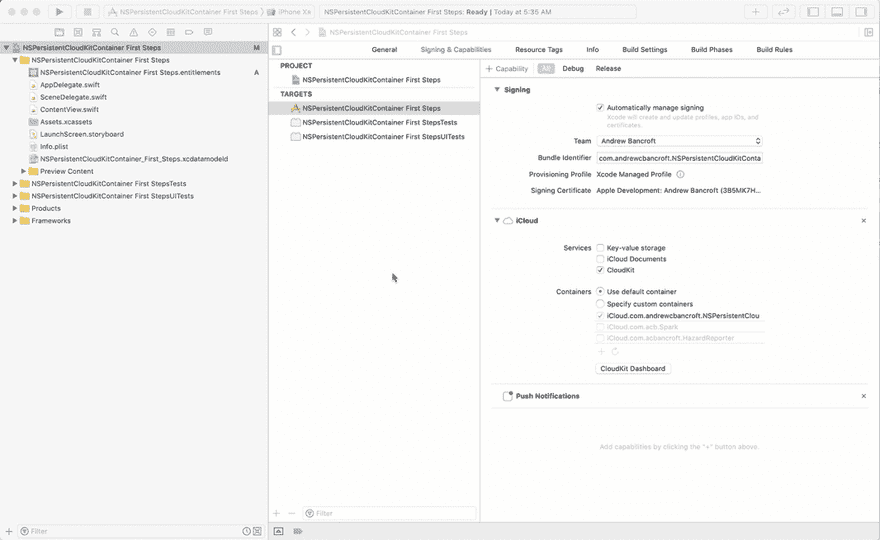 NSPersistentCloudKitContainer First Steps
iPhone Xʀ
NSPersistentCloudKitContainer First Steps: Ready | Today at 5:35 AM
NSPersistentCloudKitContainer First Steps M
NSPersistentCloudKitContainer First Steps
NSPersistentCloudKitContainer First Steps.entitlements A
AppDelegate.swift
SceneDelegate.swift
ContentView.swift
Assets.xcassets
LaunchScreen.storyboard
Info.plist
NSPersistentCloudKitContainer_First_Steps.xcdatamodeld
Preview Content
NSPersistentCloudKitContainer First StepsTests
NSPersistentCloudKitContainer First StepsUITests
Products
Frameworks
Filter
NSPersistentCloudKitContainer First Steps
General Signing & Capabilities Resource Tags Info Build Settings Build Phases Build Rules
PROJECT
NSPersistentCloudKitContainer First Steps
TARGETS
NSPersistentCloudKitContainer First Steps
NSPersistentCloudKitContainer First StepsTests
NSPersistentCloudKitContainer First StepsUITests
Filter
+ Capability All Debug Release
Signing
Automatically manage signing
Xcode will create and update profiles, app IDs, and
certificates.
Team Andrew Bancroft
Bundle Identifier com.andrewcbancroft.NSPersistentCloudKitConta
Provisioning Profile Xcode Managed Profile
Signing Certificate Apple Development: Andrew Bancroft (3B5MK7H...
iCloud
Services Key-value storage
iCloud Documents
CloudKit
Containers Use default container
Specify custom containers
iCloud.com.andrewcbancroft.NSPersistentClou
iCloud.com.acb.Spark
iCloud.com.acbancroft.HazardReporter
CloudKit Dashboard
Push Notifications
Add capabilities by clicking the "+" button above.